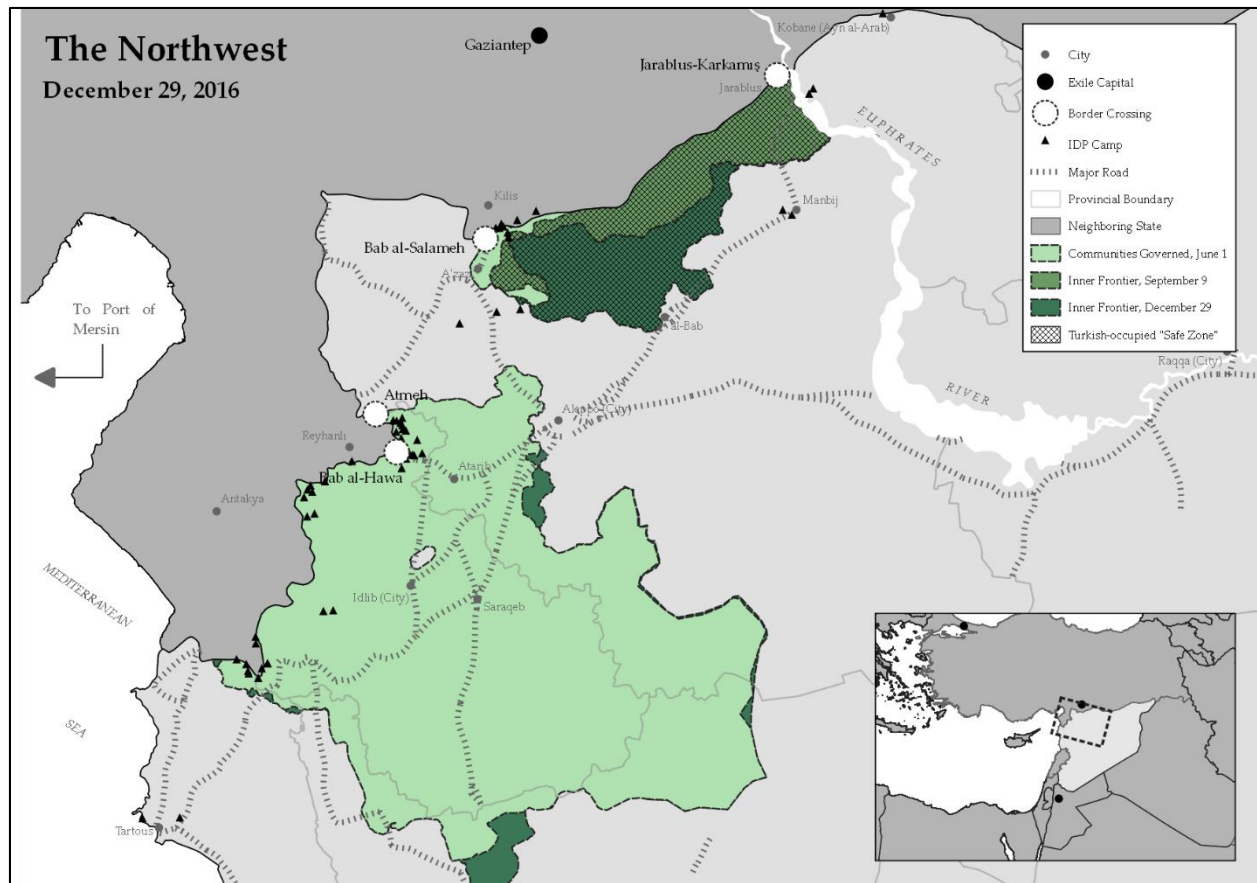 The Northwest
December 29, 2016
Gaziantep
Kobane (Ayn al-Arab)
Jarablus-Karkamış
Jarablus
EUPHRATES
Kilis
Manbij
Bab al-Salameh
A'zaz
To Port of
Mersin
al-Bab
Raqqa (City)
RIVER
Atmeh
Aleppo (City)
Reyhanlı
Atarib
Bab al-Hawa
Antakya
MEDITERRANEAN
Idlib (City)
Saraqeb
SEA
Tartous
City
Exile Capital
Border Crossing
IDP Camp
Major Road
Provincial Boundary
Neighboring State
Communities Governed, June 1
Inner Frontier, September 9
Inner Frontier, December 29
Turkish-occupied "Safe Zone"